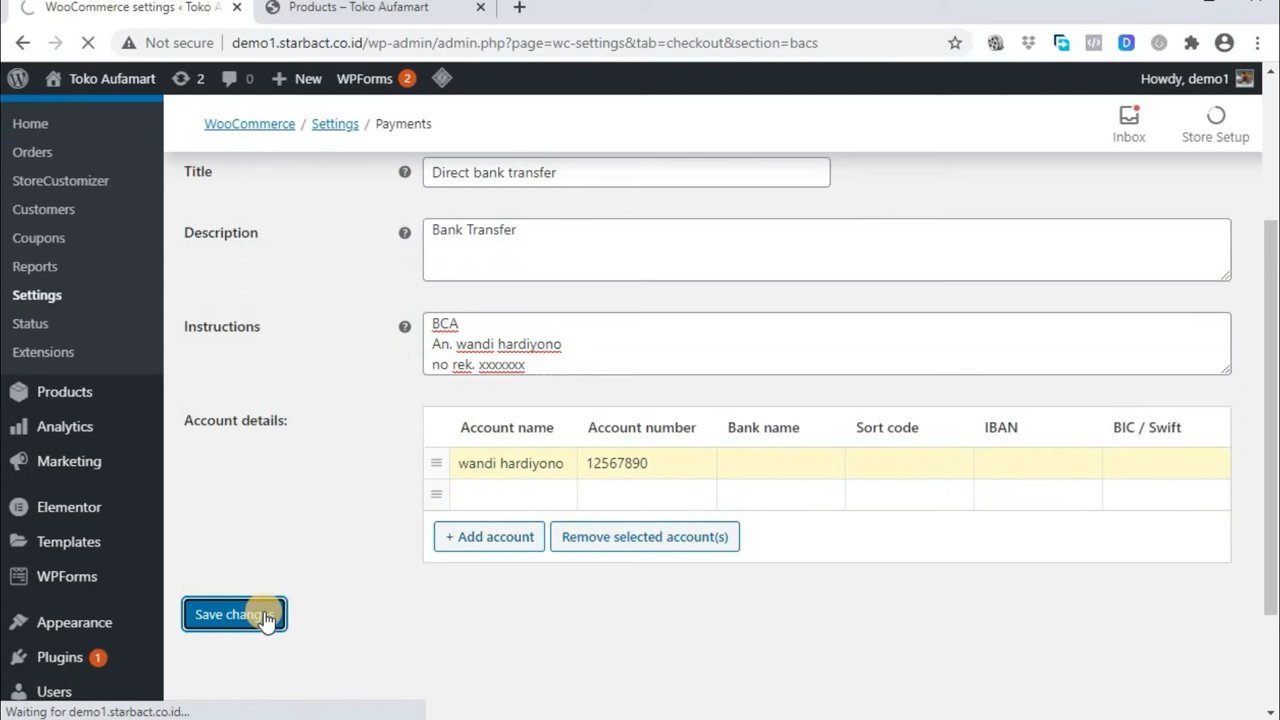 WooCommerce settings ‹ Toko A
Products – Toko Aufamart
Not secure
demo1.starbact.co.id/wp-admin/admin.php?page=wc-settings&tab=checkout&section=bacs
Toko Aufamart
2
0
New
WPForms 2
Howdy, demo1
Home
Orders
StoreCustomizer
Customers
Coupons
Reports
Settings
Status
Extensions
Products
Analytics
Marketing
Elementor
Templates
WPForms
Appearance
Plugins 1
Users
WooCommerce / Settings / Payments
Inbox
Store Setup
Title
Direct bank transfer
Description
Bank Transfer
Instructions
BCA
An. wandi hardiyono
no rek. xxxxxxx
Account details:
Account name Account number Bank name Sort code IBAN BIC / Swift
wandi hardiyono 12567890
+ Add account
Remove selected account(s)
Save changes
Waiting for demo1.starbact.co.id...